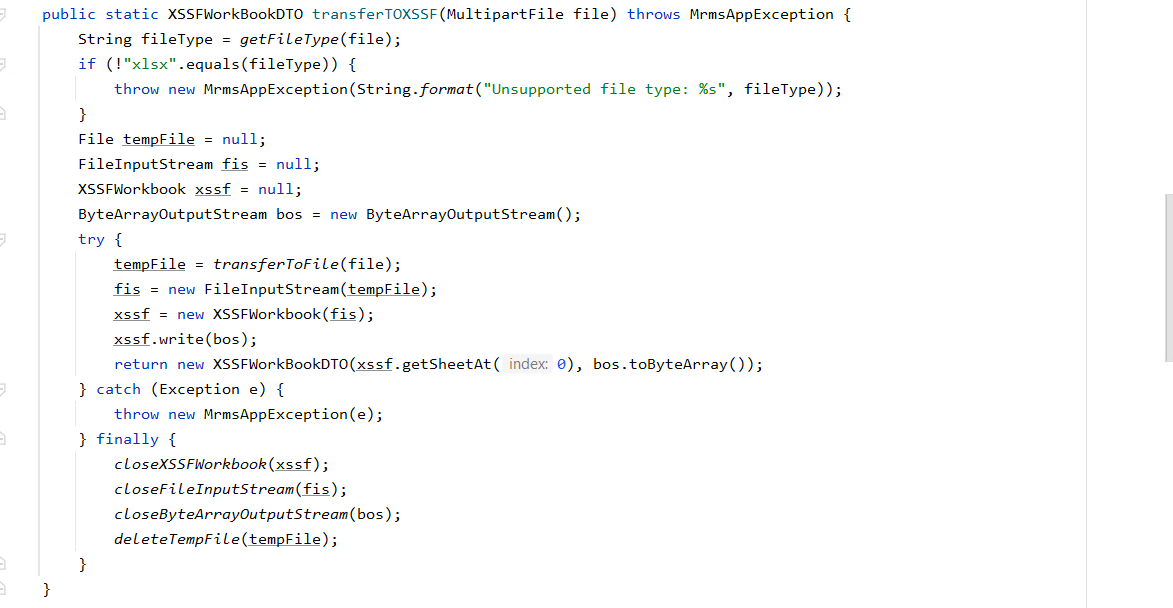 public static XSSFWorkBookDTO transferTOXSSF(MultipartFile file) throws MrmsAppException {
    String fileType = getFileType(file);
    if (!"xlsx".equals(fileType)) {
        throw new MrmsAppException(String.format("Unsupported file type: %s", fileType));
    }
    File tempFile = null;
    FileInputStream fis = null;
    XSSFWorkbook xssf = null;
    ByteArrayOutputStream bos = new ByteArrayOutputStream();
    try {
        tempFile = transferToFile(file);
        fis = new FileInputStream(tempFile);
        xssf = new XSSFWorkbook(fis);
        xssf.write(bos);
        return new XSSFWorkBookDTO(xssf.getSheetAt( index: 0), bos.toByteArray());
    } catch (Exception e) {
        throw new MrmsAppException(e);
    } finally {
        closeXSSFWorkbook(xssf);
        closeFileInputStream(fis);
        closeByteArrayOutputStream(bos);
        deleteTempFile(tempFile);
    }
}